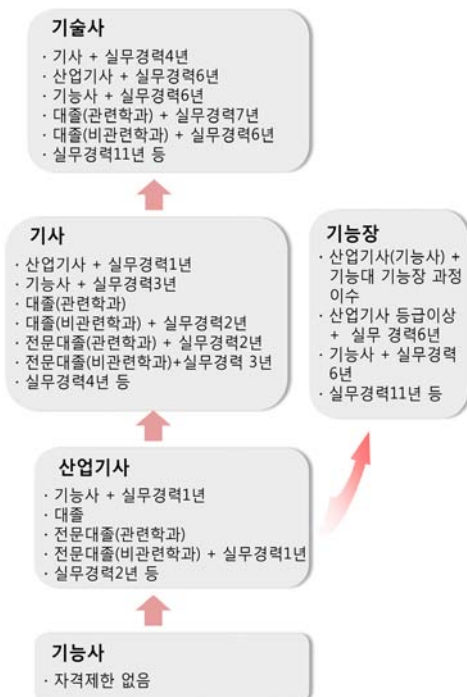 기술사
· 기사 + 실무경력4년
· 산업기사 + 실무경력6년
· 기능사 + 실무경력6년
· 대졸(관련학과) + 실무경력7년
· 대졸(비관련학과) + 실무경력6년
· 실무경력11년 등
기사
· 산업기사 + 실무경력1년
· 기능사 + 실무경력3년
· 대졸(관련학과)
· 대졸(비관련학과) + 실무경력2년
· 전문대졸(관련학과) + 실무경력2년
· 전문대졸(비관련학과)+실무경력 3년
· 실무경력4년 등
기능장
· 산업기사(기능사) +
기능대 기능장 과정
이수
· 산업기사 등급이상
+ 실무 경력6년
· 기능사 + 실무경력
6년
· 실무경력11년 등
산업기사
· 기능사 + 실무경력1년
· 대졸
· 전문대졸(관련학과)
· 전문대졸(비관련학과) + 실무경력1년
· 실무경력2년 등
기능사
· 자격제한 없음